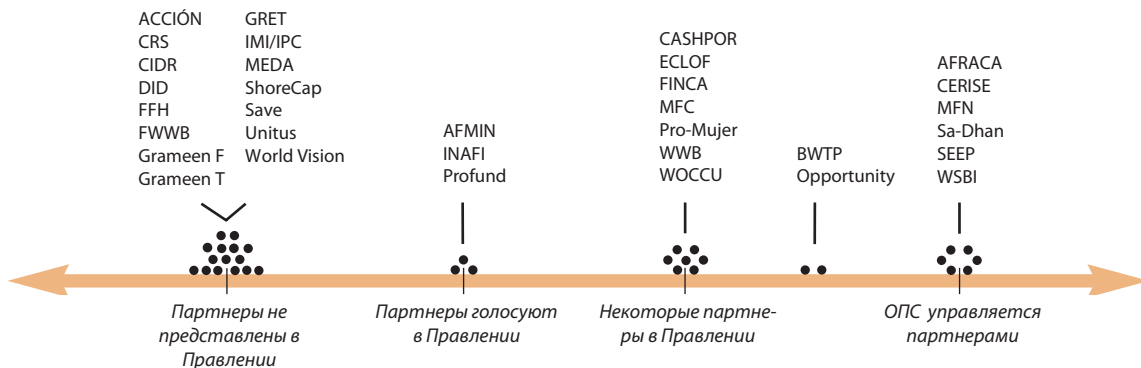 ACCIÓN
CRS
CIDR
DID
FFH
FWWB
Grameen F
Grameen T
GRET
IMI/IPC
MEDA
ShoreCap
Save
Unitus
World Vision
AFMIN
INAFI
Profund
CASHPOR
ECLOF
FINCA
MFC
Pro-Mujer
WWB
WOCCU
BWTP
Opportunity
AFRACA
CERISE
MFN
Sa-Dhan
SEEP
WSBI
Партнеры не
представлены в
Правлении
Партнеры голосуют
в Правлении
Некоторые партне-
ры в Правлении
ОПС управляется
партнерами